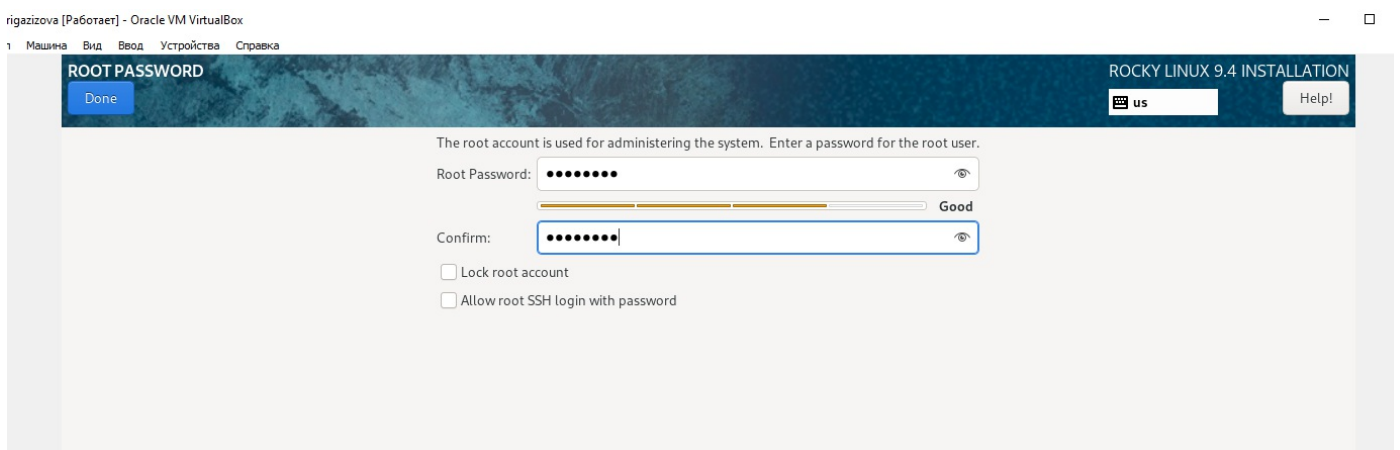 rigazizova [Работает] - Oracle VM VirtualBox
Машина Вид Ввод Устройства Справка
ROOT PASSWORD
ROCKY LINUX 9.4 INSTALLATION
Done
us
Help!
The root account is used for administering the system. Enter a password for the root user.
Root Password: ●●●●●●●●
Good
Confirm: ●●●●●●●●
Lock root account
Allow root SSH login with password